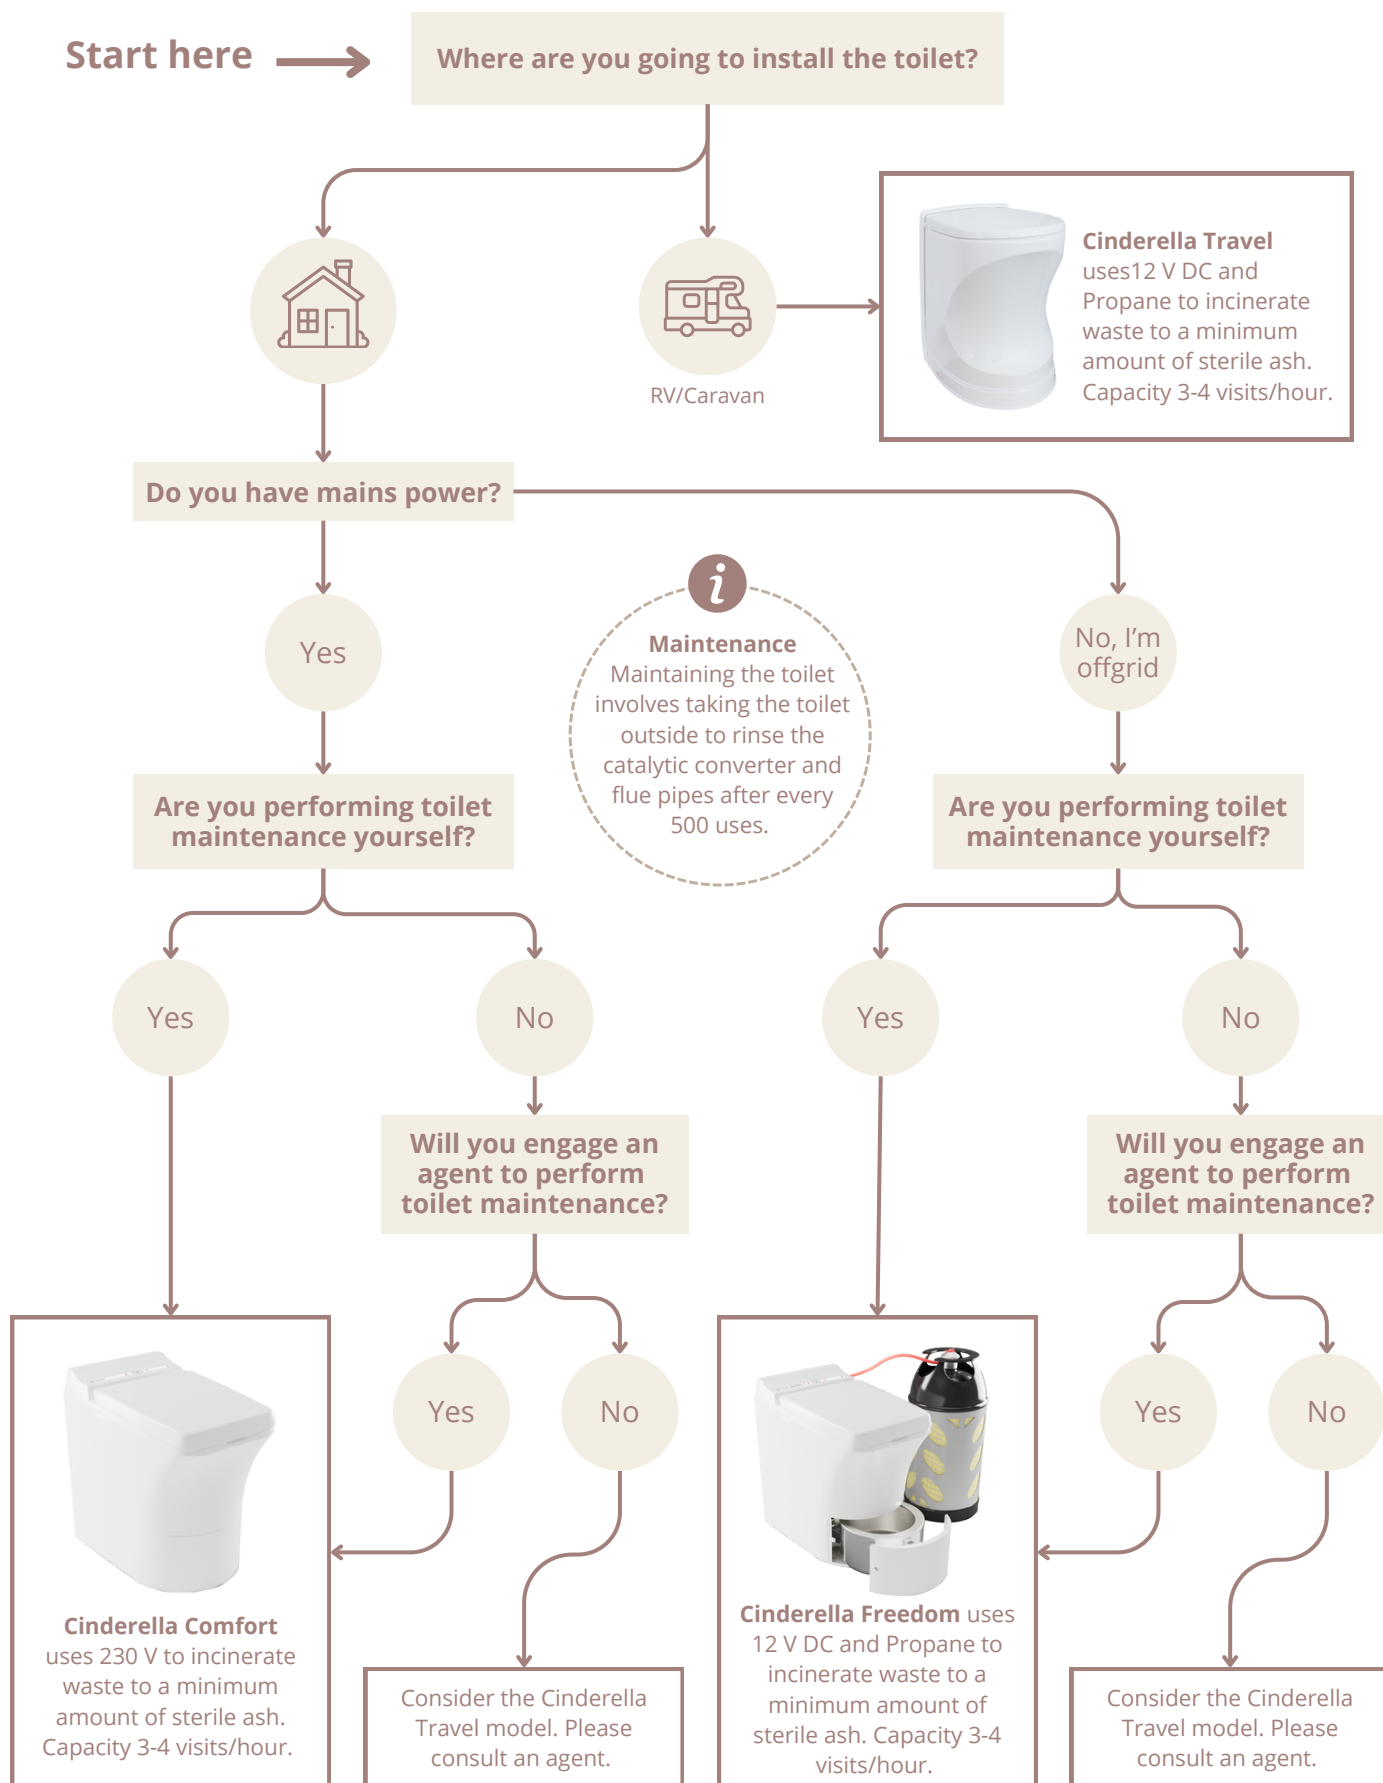 Start here
Where are you going to install the toilet?
Cinderella Travel
uses12 V DC and
Propane to incinerate
waste to a minimum
amount of sterile ash.
Capacity 3-4 visits/hour.
RV/Caravan
Do you have mains power?
Yes
i
Maintenance
Maintaining the toilet
involves taking the toilet
outside to rinse the
catalytic converter and
flue pipes after every
500 uses.
No, I’m
offgrid
Are you performing toilet
maintenance yourself?
Are you performing toilet
maintenance yourself?
Yes
No
Yes
No
Will you engage an
agent to perform
toilet maintenance?
Will you engage an
agent to perform
toilet maintenance?
Yes
No
Yes
No
Cinderella Comfort
uses 230 V to incinerate
waste to a minimum
amount of sterile ash.
Capacity 3-4 visits/hour.
Consider the Cinderella
Travel model. Please
consult an agent.
Cinderella Freedom uses
12 V DC and Propane to
incinerate waste to a
minimum amount of
sterile ash. Capacity 3-4
visits/hour.
Consider the Cinderella
Travel model. Please
consult an agent.